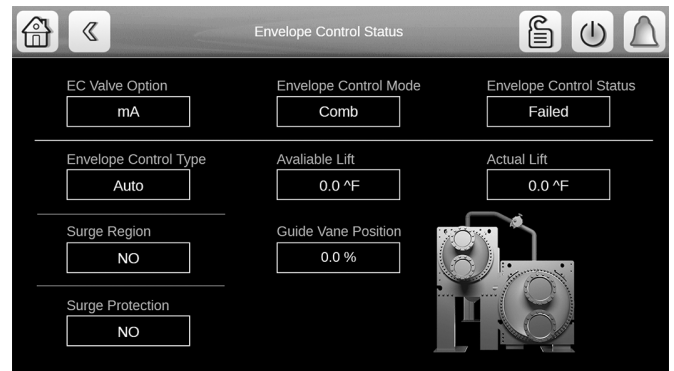 Envelope Control Status
EC Valve Option
Envelope Control Mode
Envelope Control Status
mA
Comb
Failed
Envelope Control Type
Avaliable Lift
Actual Lift
Auto
0.0 ^F
0.0 ^F
Surge Region
Guide Vane Position
NO
0.0 %
Surge Protection
NO